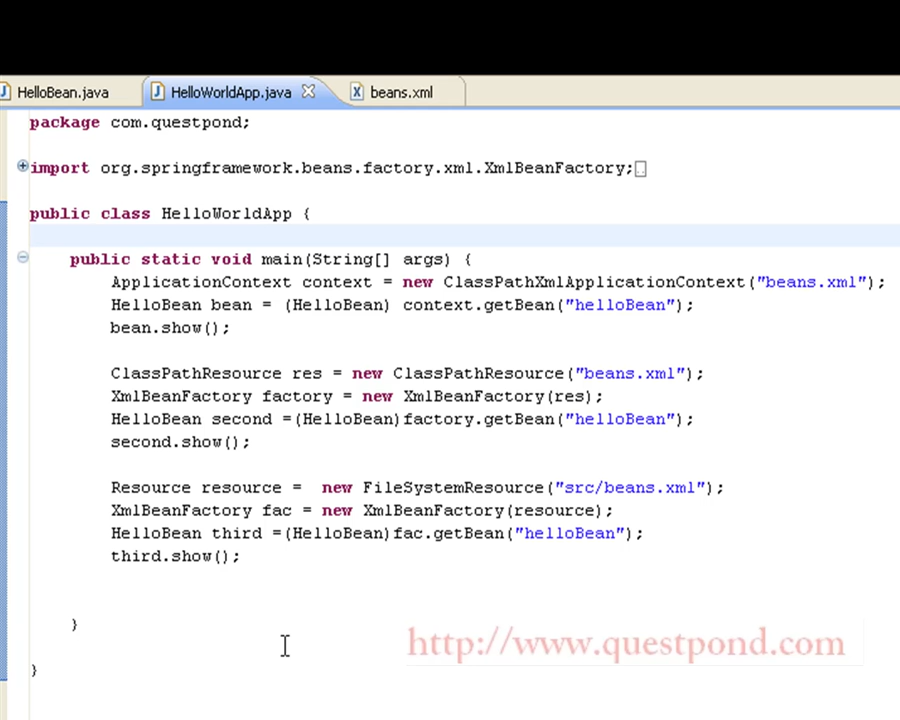 HelloBean.java HelloWorldApp.java beans.xml
package com.questpond;
import org.springframework.beans.factory.xml.XmlBeanFactory;
public class HelloWorldApp {
public static void main(String[] args) {
ApplicationContext context = new ClassPathXmlApplicationContext("beans.xml");
HelloBean bean = (HelloBean) context.getBean("helloBean");
bean.show();
ClassPathResource res = new ClassPathResource("beans.xml");
XmlBeanFactory factory = new XmlBeanFactory(res);
HelloBean second =(HelloBean)factory.getBean("helloBean");
second.show();
Resource resource =  new FileSystemResource("src/beans.xml");
XmlBeanFactory fac = new XmlBeanFactory(resource);
HelloBean third =(HelloBean)fac.getBean("helloBean");
third.show();
}
http://www.questpond.com
}